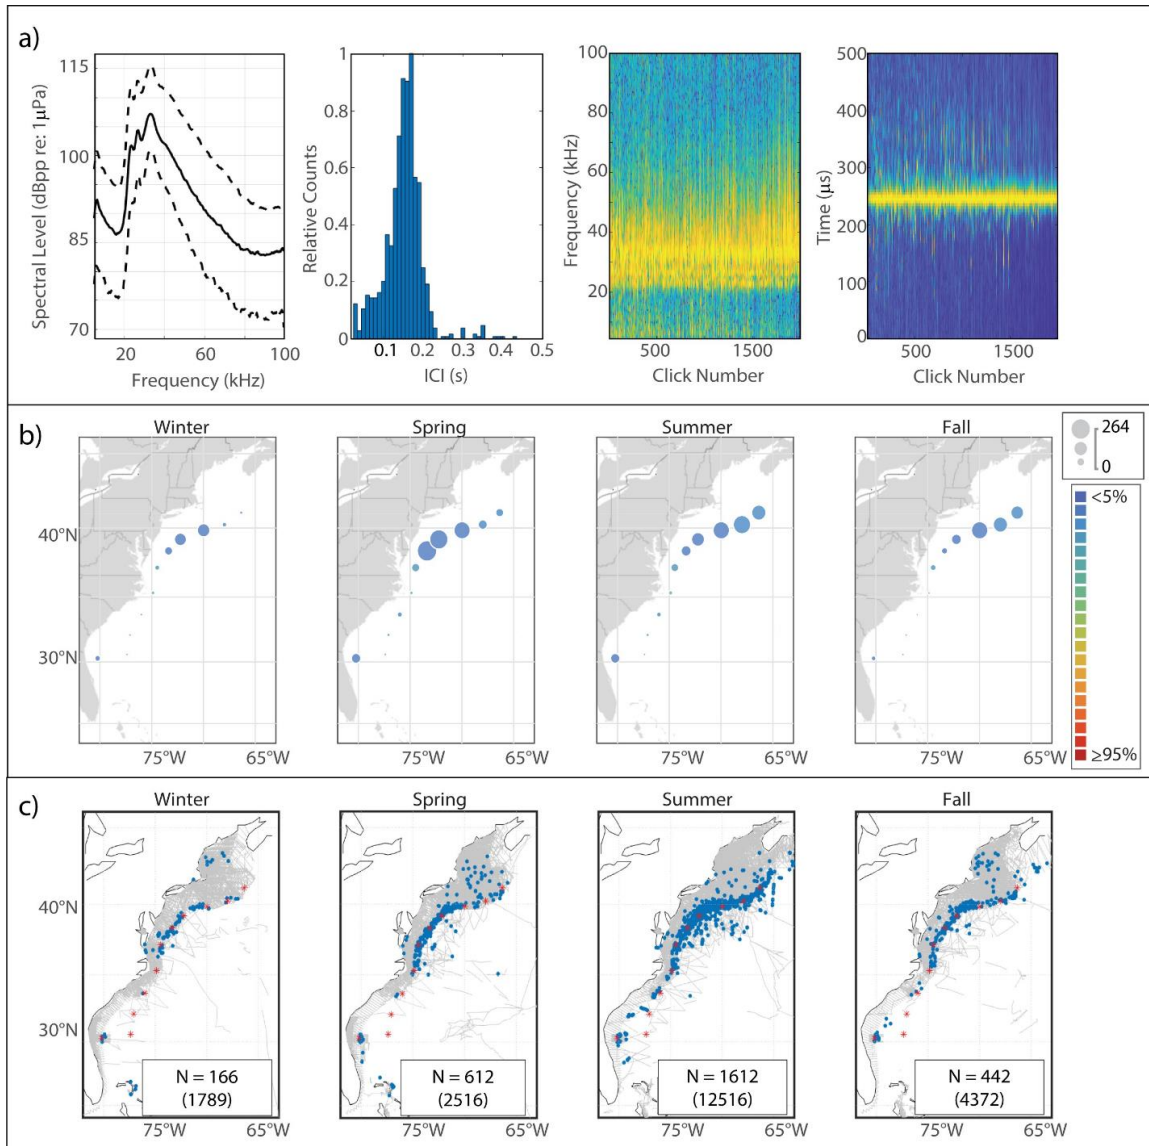 a)
115
100
85
70
Spectral Level (dBpp re: 1µPa)
20 60 100
Frequency (kHz)
1
0.8
0.6
0.4
0.2
0
Relative Counts
0.1 0.2 0.3 0.4 0.5
ICI (s)
100
80
60
40
20
Frequency (kHz)
500 1500
Click Number
500
400
300
200
100
0
Time (µs)
500 1500
Click Number
b)
Winter Spring Summer Fall
40°N
30°N
75°W 65°W 75°W 65°W 75°W 65°W 75°W 65°W
264
0
<5%
≥95%
c)
Winter Spring Summer Fall
40°N
30°N
N = 166
(1789)
N = 612
(2516)
N = 1612
(12516)
N = 442
(4372)
75°W 65°W 75°W 65°W 75°W 65°W 75°W 65°W